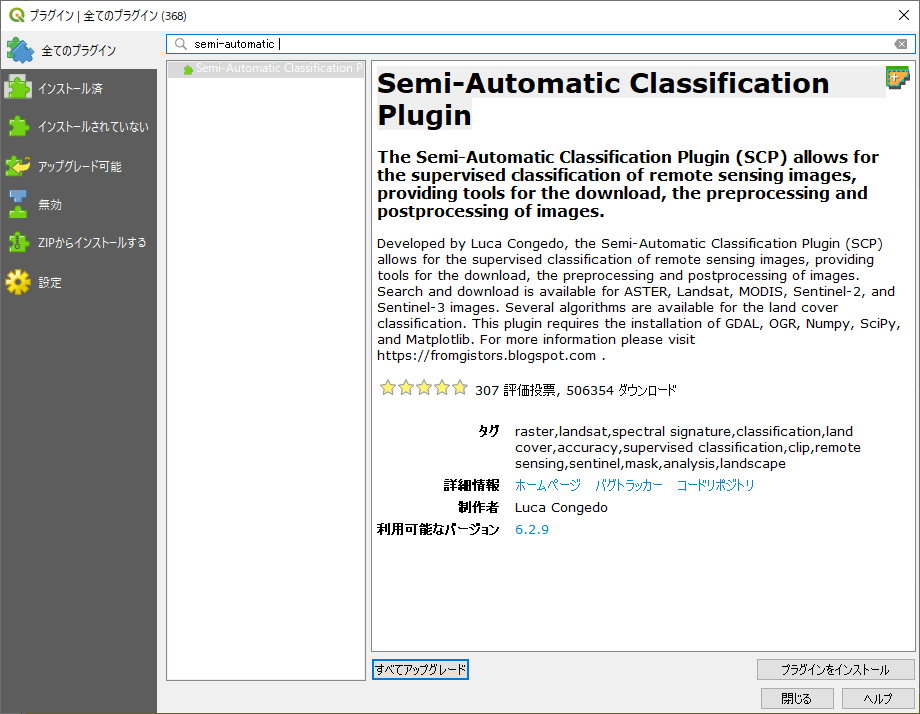 プラグイン | 全てのプラグイン (368)
全てのプラグイン
インストール済
インストールされていない
アップグレード可能
無効
ZIPからインストールする
設定
semi-automatic
Semi-Automatic Classification P
Semi-Automatic Classification
Plugin
The Semi-Automatic Classification Plugin (SCP) allows for
the supervised classification of remote sensing images,
providing tools for the download, the preprocessing and
postprocessing of images.
Developed by Luca Congedo, the Semi-Automatic Classification Plugin (SCP)
allows for the supervised classification of remote sensing images, providing
tools for the download, the preprocessing and postprocessing of images.
Search and download is available for ASTER, Landsat, MODIS, Sentinel-2, and
Sentinel-3 images. Several algorithms are available for the land cover
classification. This plugin requires the installation of GDAL, OGR, Numpy, SciPy,
and Matplotlib. For more information please visit
https://fromgistors.blogspot.com .
307 評価投票, 506354 ダウンロード
タグ raster,landsat,spectral signature,classification,land
cover,accuracy,supervised classification,clip,remote
sensing,sentinel,mask,analysis,landscape
詳細情報 ホームページ バグトラッカー コードリポジトリ
制作者 Luca Congedo
利用可能なバージョン 6.2.9
すべてアップグレード
プラグインをインストール
閉じる
ヘルプ